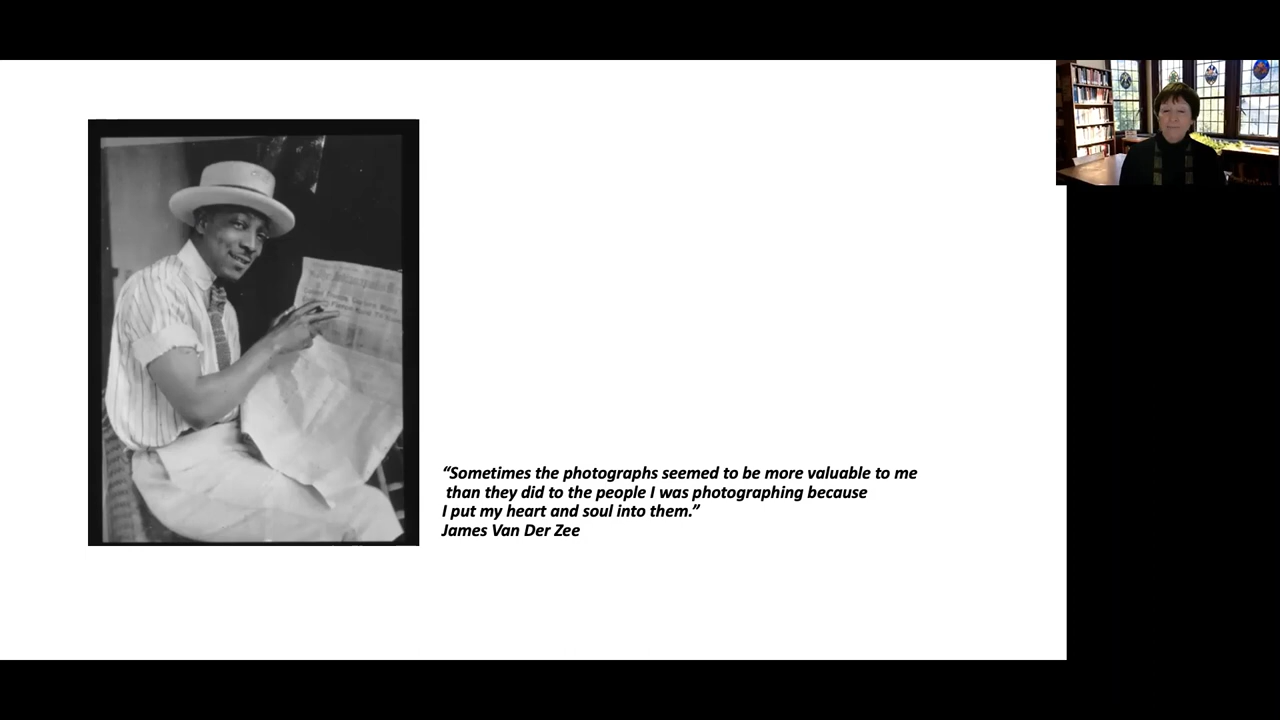 “Sometimes the photographs seemed to be more valuable to me
than they did to the people I was photographing because
I put my heart and soul into them.”
James Van Der Zee